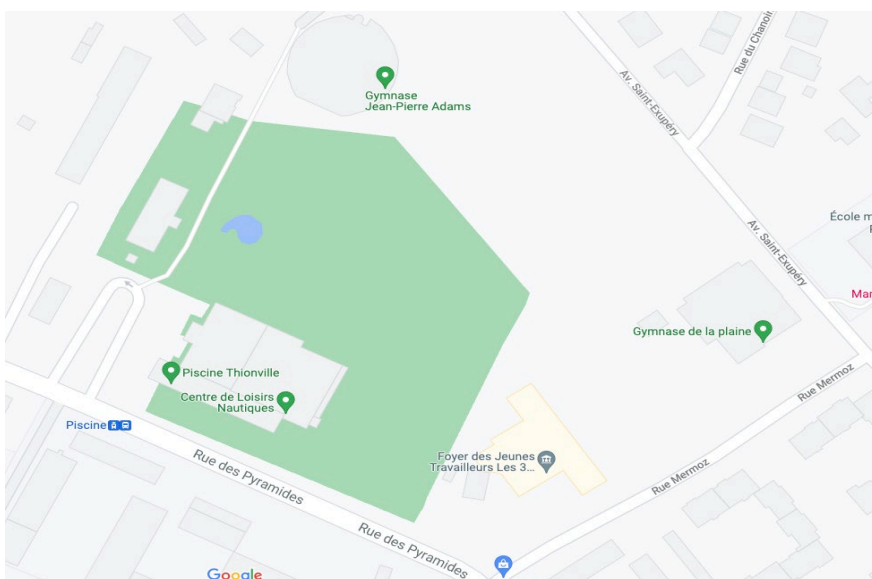 Rue du Chanoin
Gymnase
Jean-Pierre Adams
Av. Saint-Exupéry
École m
Av. Saint-Exupéry
Mar
Gymnase de la plaine
Piscine Thionville
Centre de Loisirs
Nautiques
Rue Mermoz
Piscine
Foyer des Jeunes
Travailleurs Les 3...
Rue des Pyramides
Rue Mermoz
Rue des Pyramides
Google